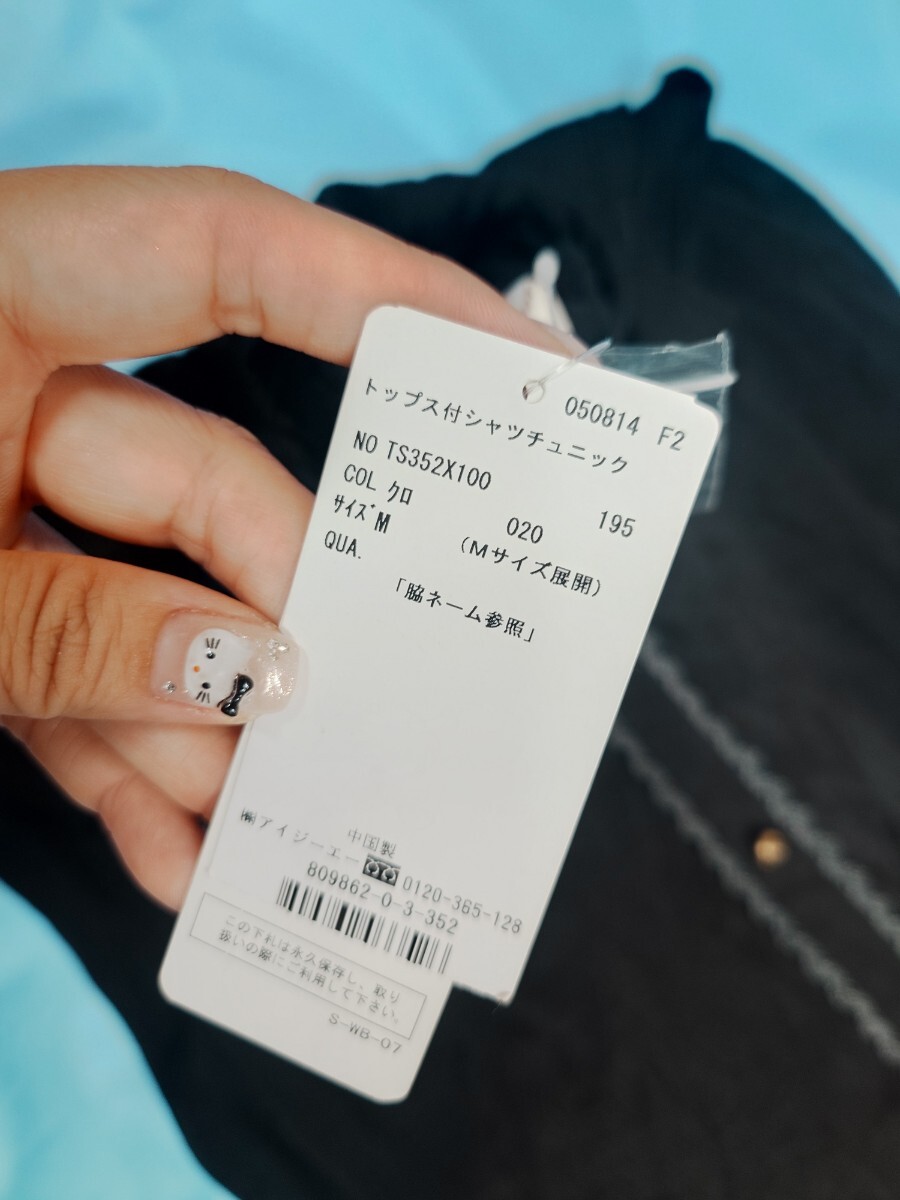 050814 F2
トップス付シャツチュニック
NO TS352X100
COL クロ 020 195
サイズ M (Mサイズ展開)
QUA.
「脇ネーム参照」
中国製
㈱アイジーエー 0120-365-128
809862-0-3-352
この下札は永久保存し、取り
扱いの際にご利用して下さい。
S-WB-07